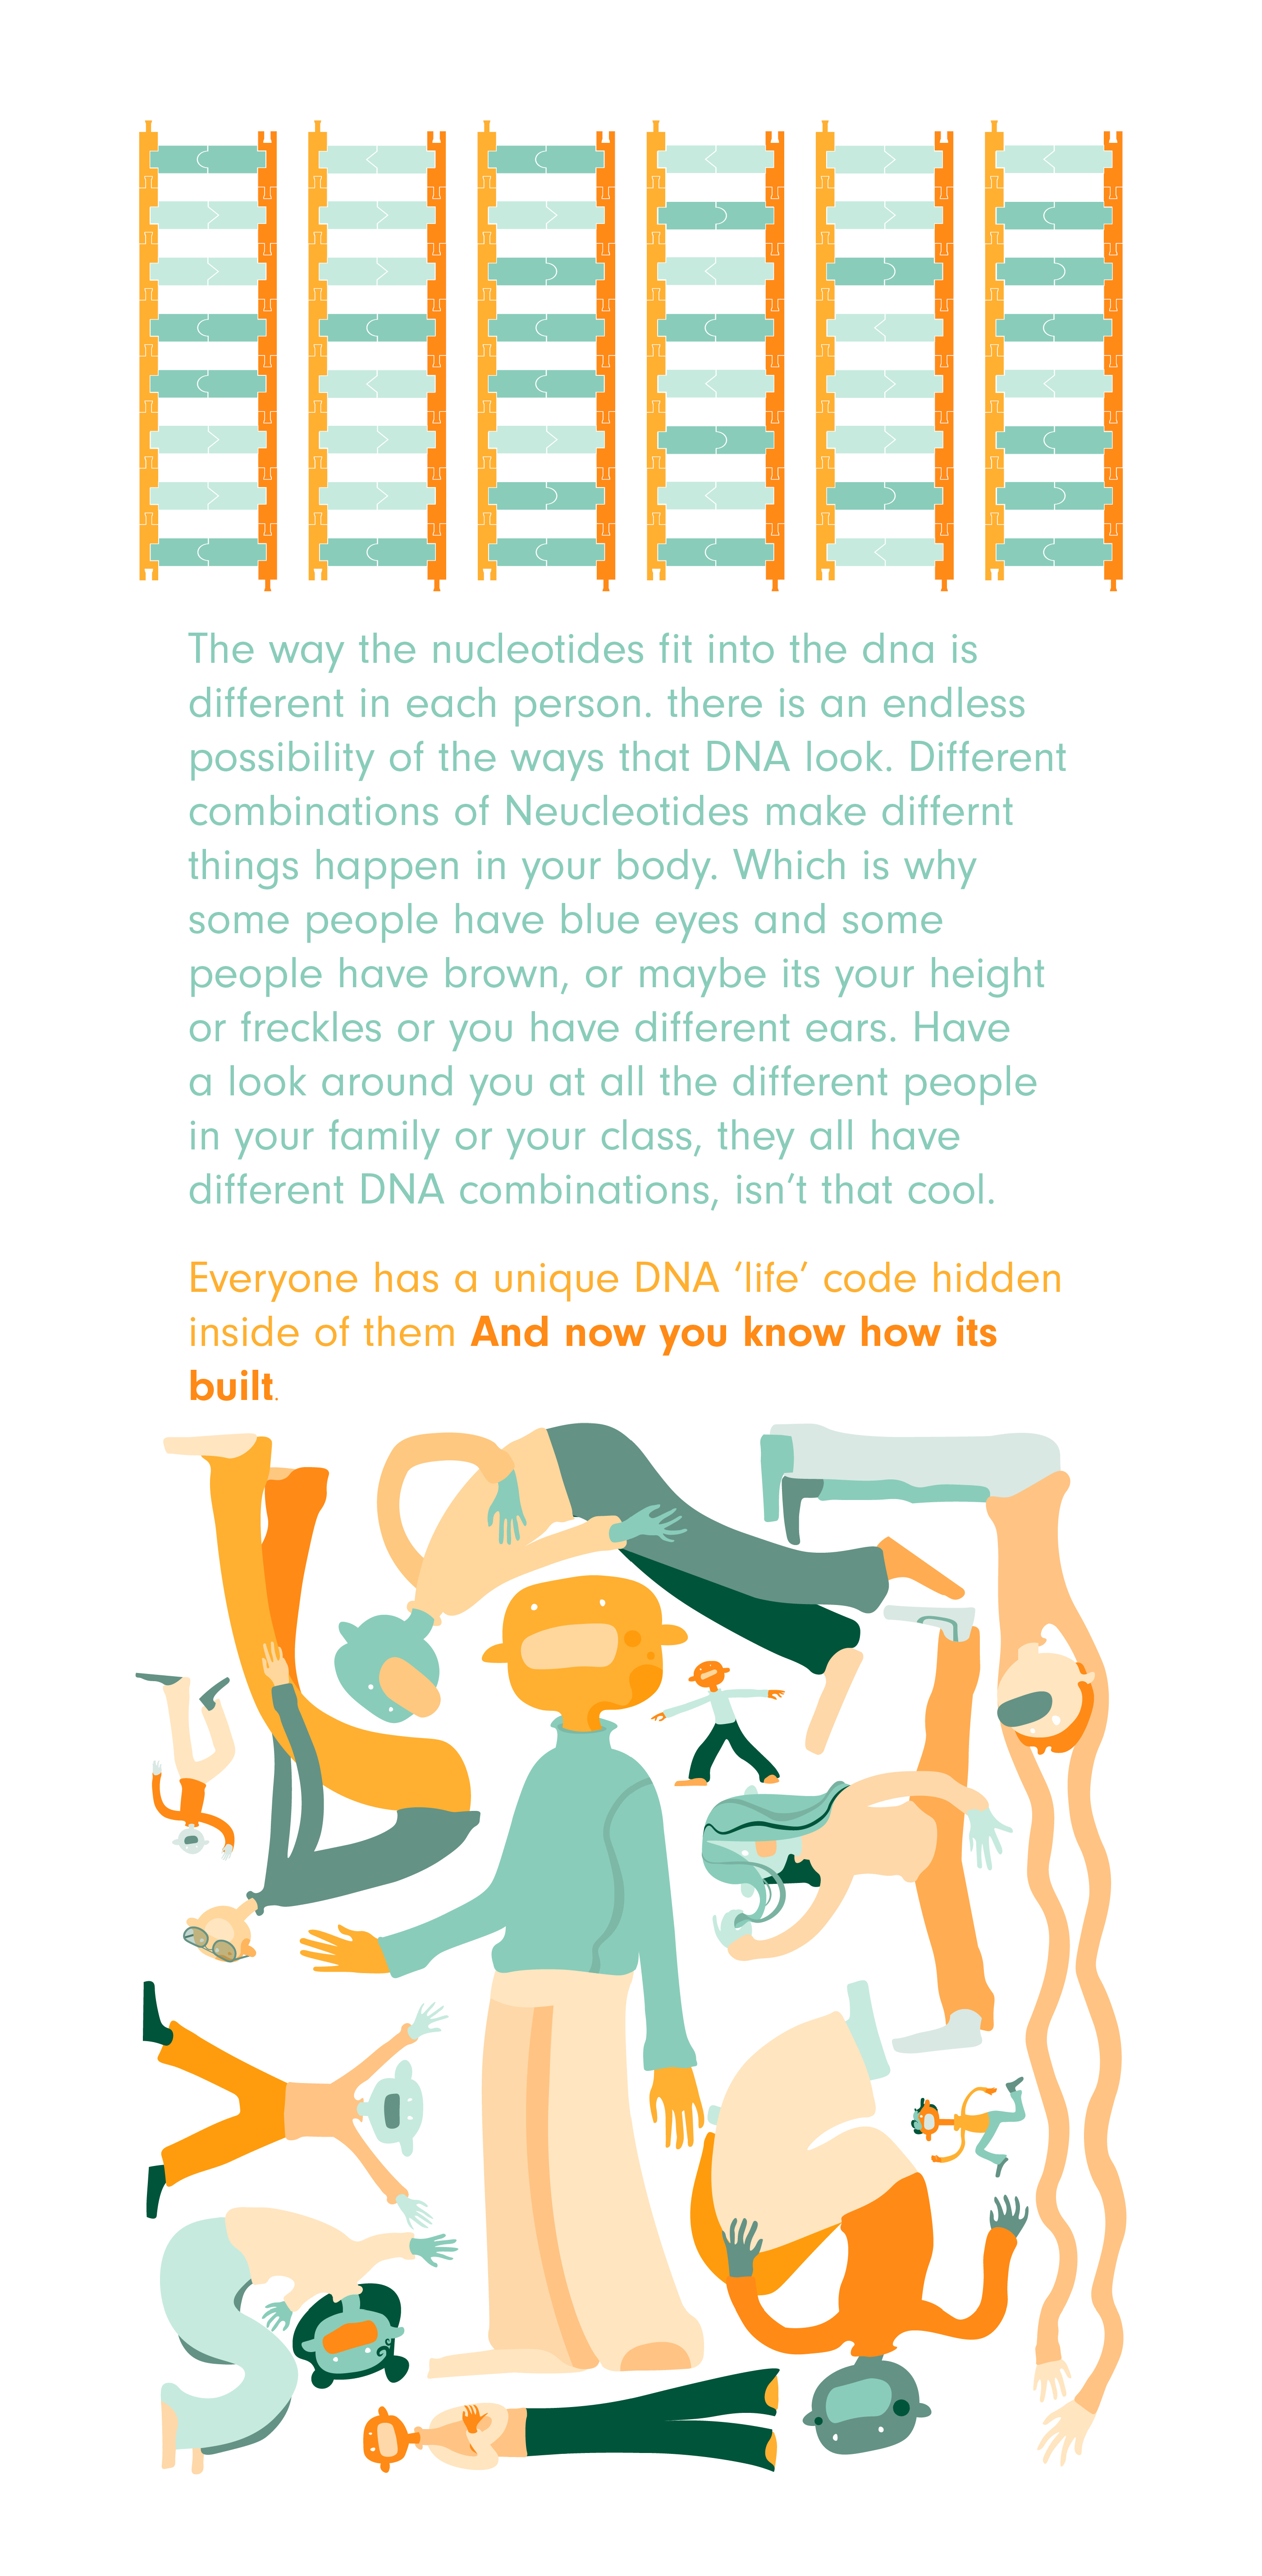 The way the nucleotides fit into the dna is
different in each person. there is an endless
possibility of the ways that DNA look. Different
combinations of Neucleotides make differnt
things happen in your body. Which is why
some people have blue eyes and some
people have brown, or maybe its your height
or freckles or you have different ears. Have
a look around you at all the different people
in your family or your class, they all have
different DNA combinations, isn’t that cool.
Everyone has a unique DNA ‘life’ code hidden
inside of them And now you know how its
built.